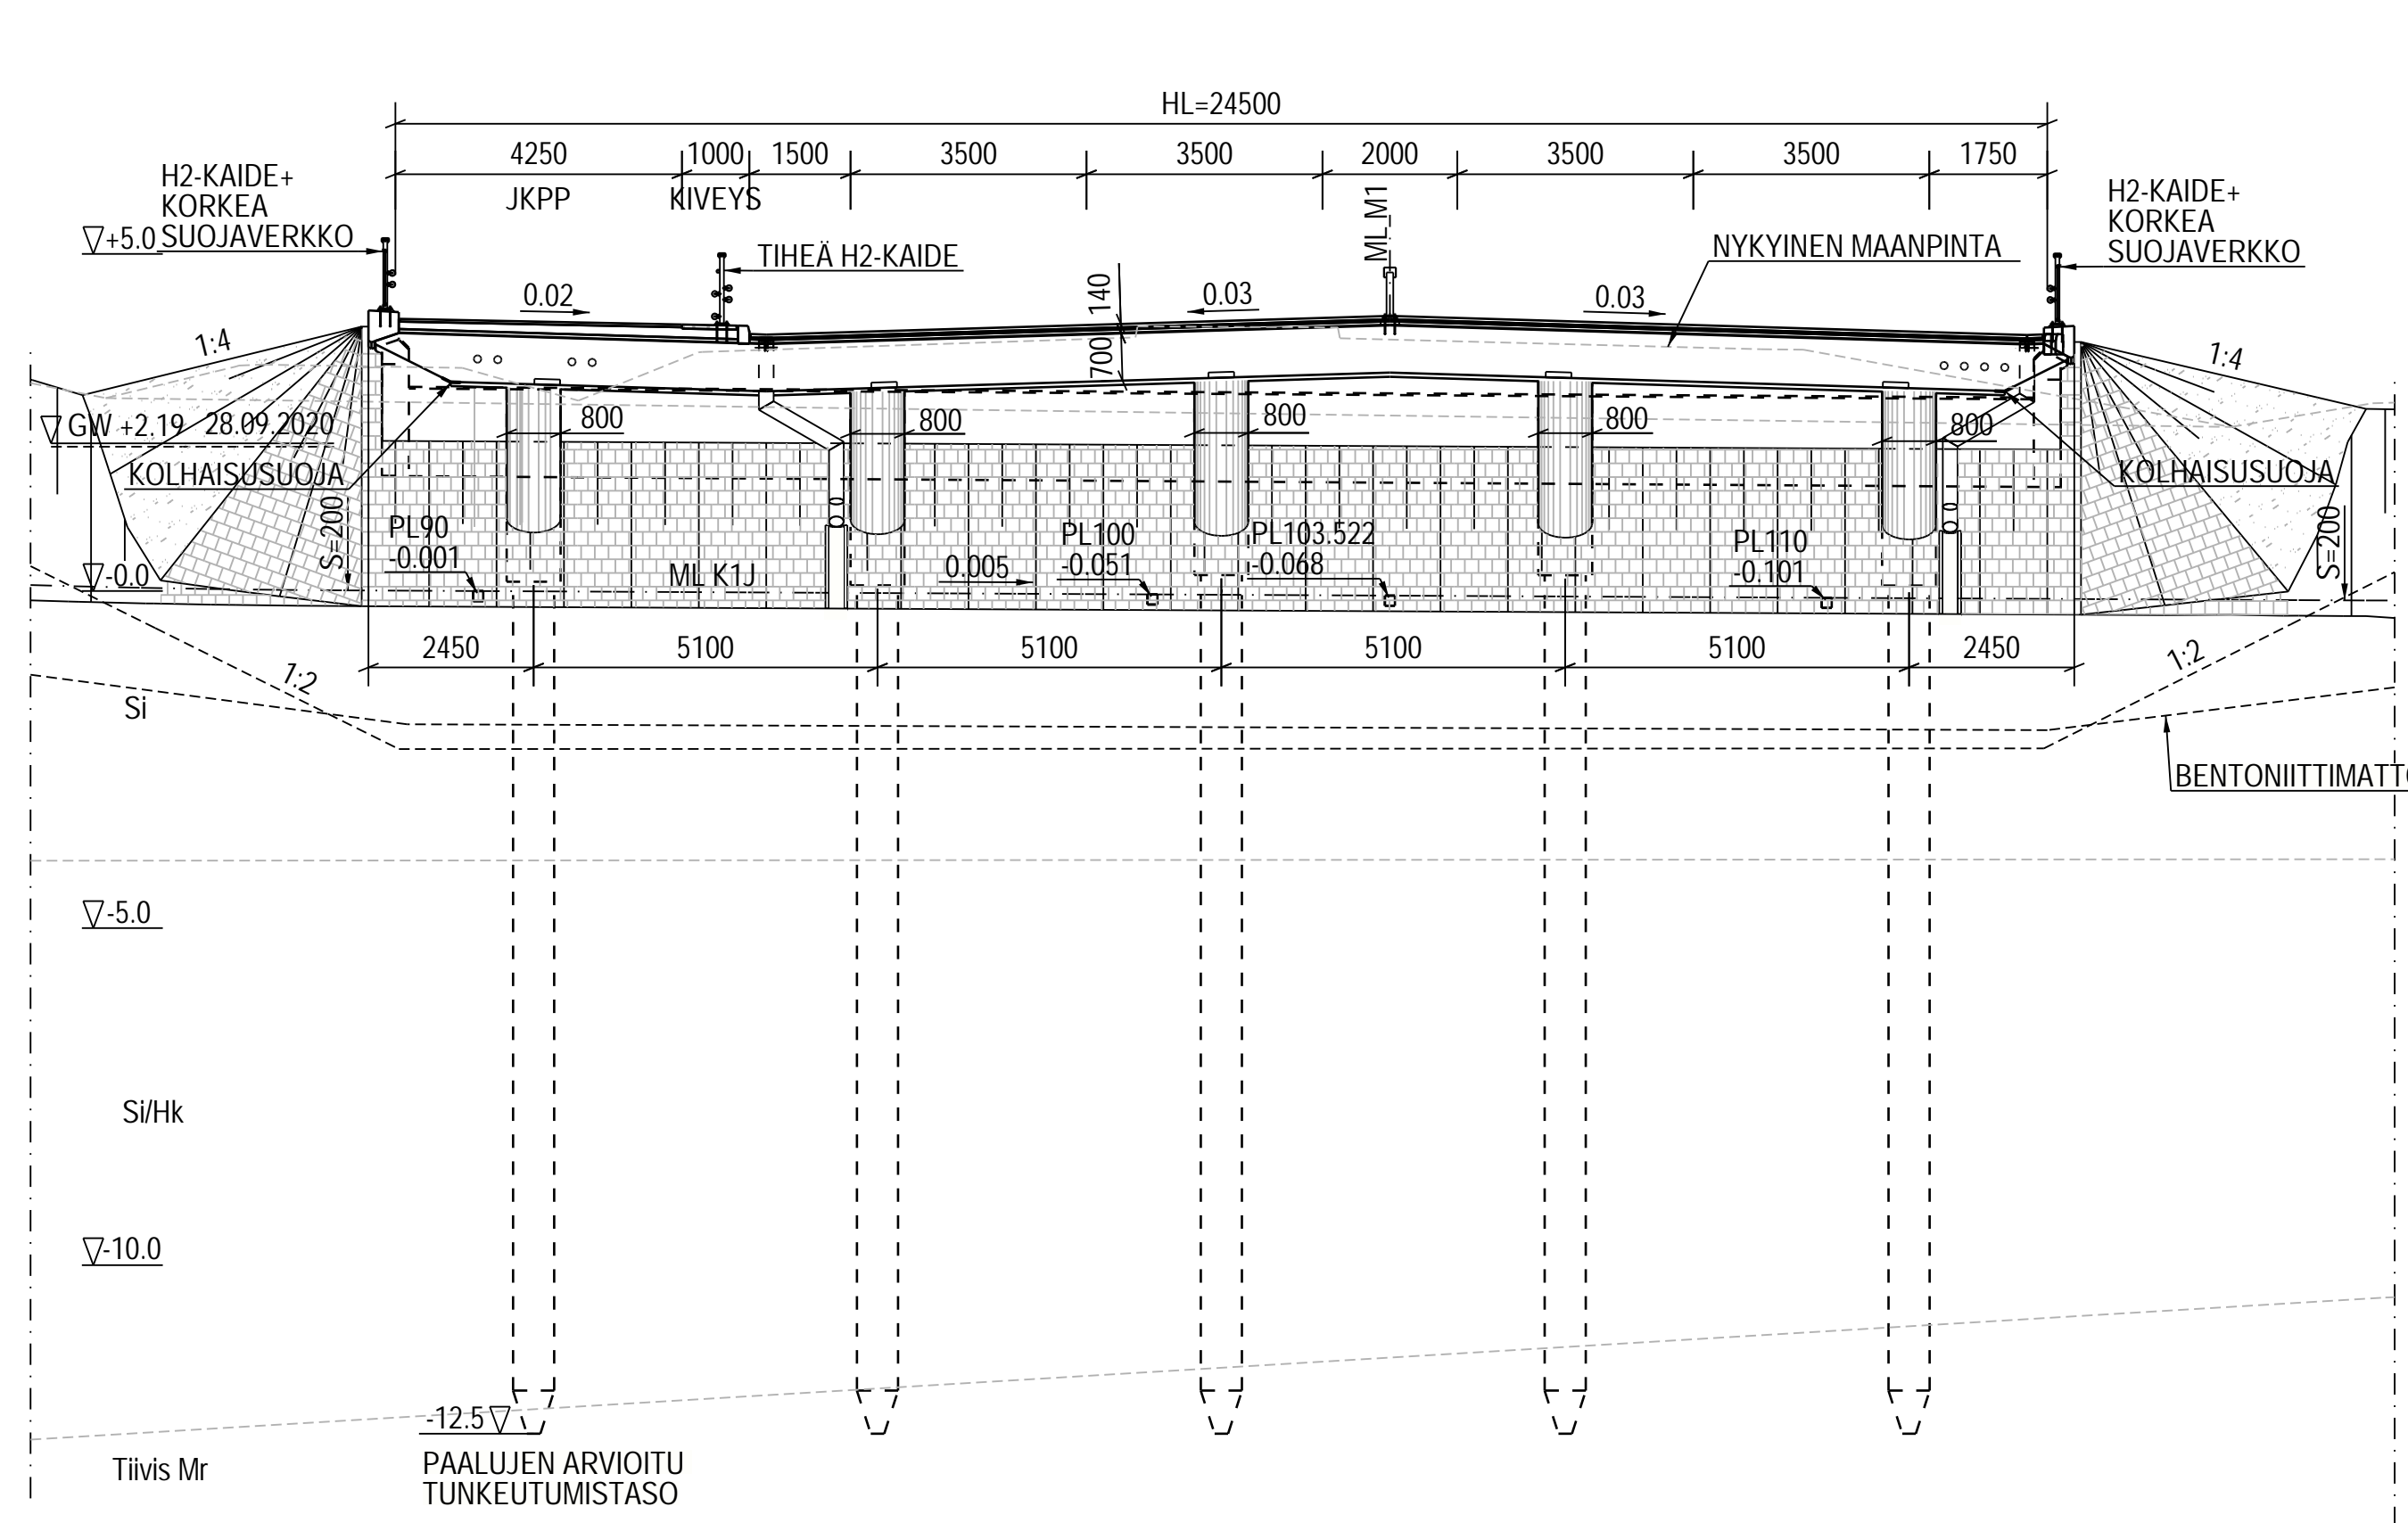 HL=24500
4250 1000 1500 3500 3500 2000 3500 3500 1750
JKPP KIVEYS
H2-KAIDE+
KORKEA
SUOJAVERKKO
+5.0
TIHEÄ H2-KAIDE
ML M1
NYKYINEN MAANPINTA
H2-KAIDE+
KORKEA
SUOJAVERKKO
0.02
140
700
0.03
0.03
1:4
1:4
GW +2.19 28.09.2020
800 800 800 800 800
KOLHAISUSUOJA
KOLHAISUSUOJA
S=200
PL90
-0.001
PL100
-0.051
PL103.522
-0.068
PL110
-0.101
S=200
-0.0
ML K1J
0.005
2450 5100 5100 5100 5100 2450
1:2
1:2
Si
-5.0
Si/Hk
-10.0
-12.5
PAALUJEN ARVIOITU
TUNKEUTUMISTASO
Tiivis Mr